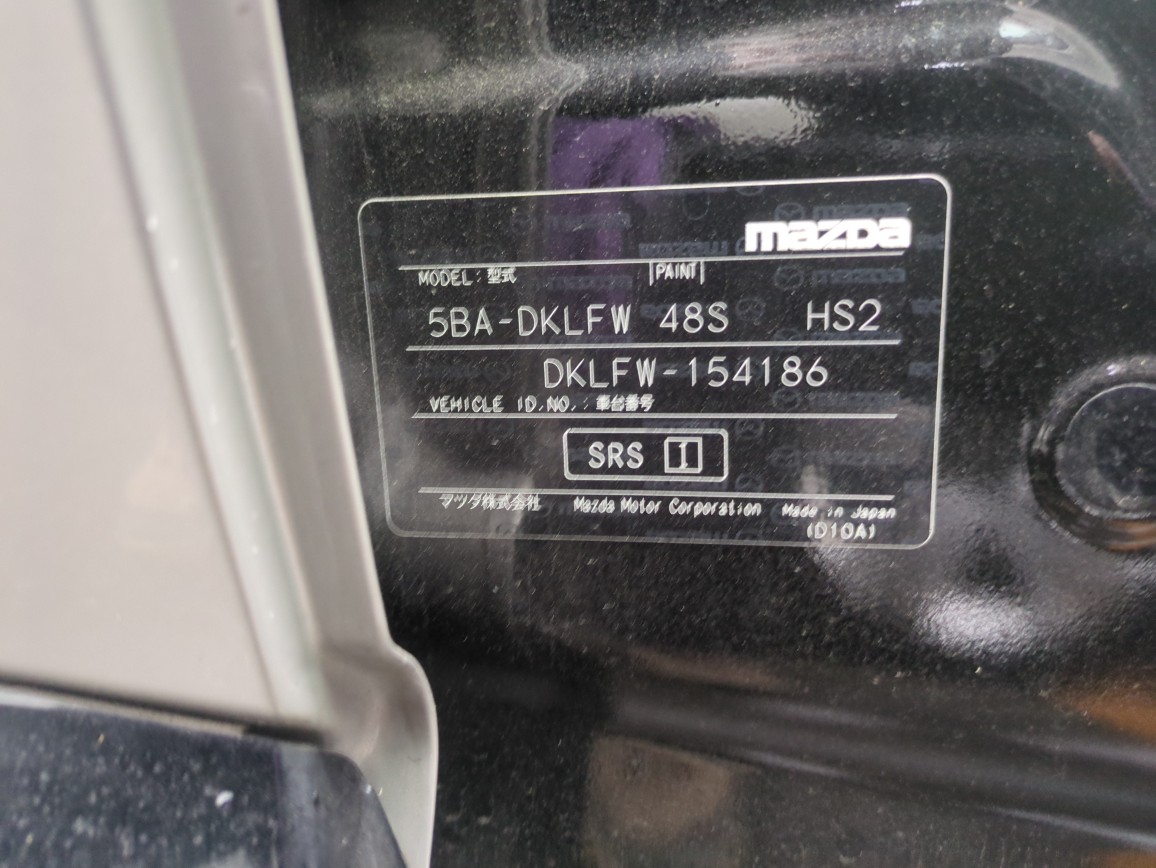 mazda
MODEL:型式 PAINT
5BA-DKLFW 48S HS2
DKLFW-154186
VEHICLE ID.NO.:車台番号
SRS 1
マツダ株式会社 Mazda Motor Corporation Made in Japan
(D10A)